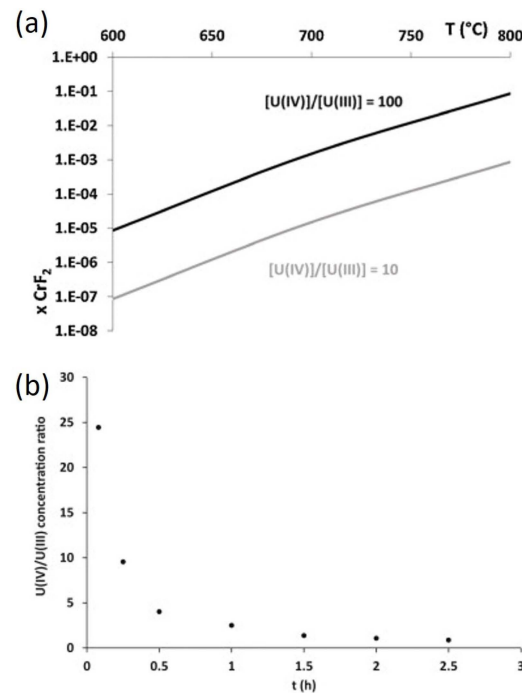 (a)
T (°C)
600 650 700 750 800
1.E+00
1.E-01
1.E-02
1.E-03
1.E-04
1.E-05
1.E-06
1.E-07
1.E-08
x CrF₂
[U(IV)]/[U(III)] = 100
[U(IV)]/[U(III)] = 10
(b)
30
25
20
15
10
5
0
U(IV)/U(III) concentration ratio
0 0.5 1 1.5 2 2.5 3
t (h)